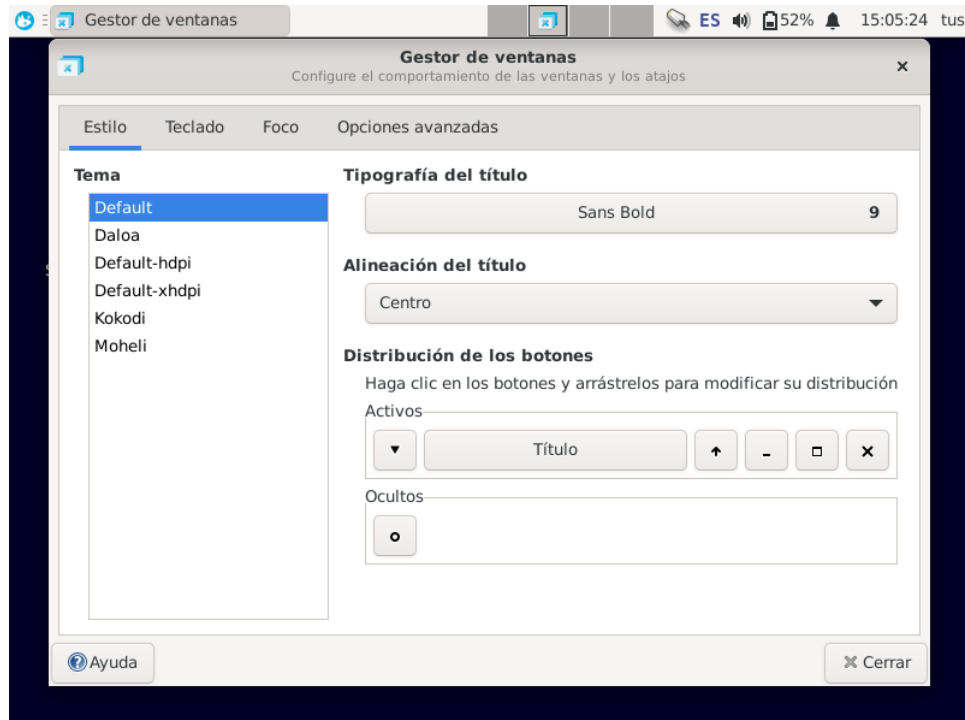 Gestor de ventanas ES 52% 15:05:24 tus
Gestor de ventanas
Configure el comportamiento de las ventanas y los atajos
Estilo Teclado Foco Opciones avanzadas
Tema
Default
Daloa
Default-hdpi
Default-xhdpi
Kokodi
Moheli
Tipografía del título
Sans Bold 9
Alineación del título
Centro
Distribución de los botones
Haga clic en los botones y arrástrelos para modificar su distribución
Activos
Título
Ocultos
Ayuda
Cerrar